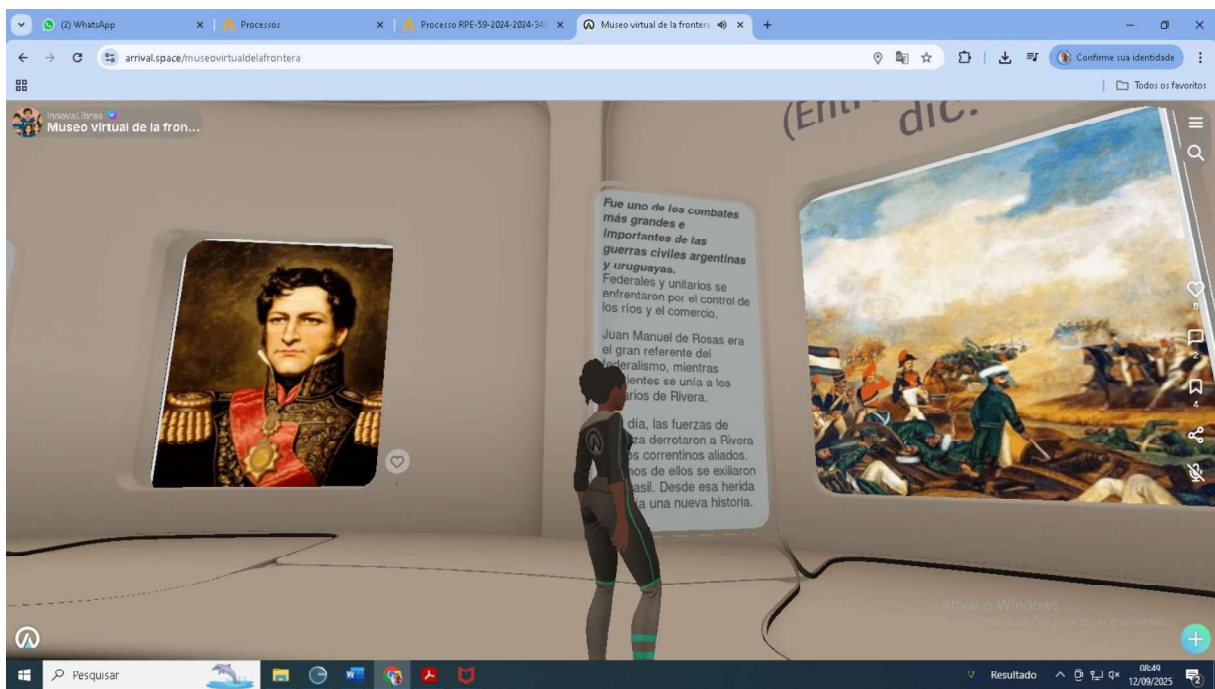 (2) WhatsApp
Processos
Processo RPE-59-2024-2024-34
Museo virtual de la fronter
arrival.space/museovirtualdelafrontera
Confirme sua identidade
Todos os favoritos
InnovaLibres
Museo virtual de la fron...
dic.
Fue uno de los combates
más grandes e
importantes de las
guerras civiles argentinas
y uruguayas.
Federales y unitarios se
enfrentaron por el control de
los ríos y el comercio.
Juan Manuel de Rosas era
el gran referente del
federalismo, mientras
se unía a los
de Rivera.
día, las fuerzas de
derrotaron a Rivera
correntinos aliados.
de ellos se exiliaron
Desde esa herida
una nueva historia.
8
2
4
Ativar o Windows
Pesquisar
Resultado
08:49
12/09/2025
2